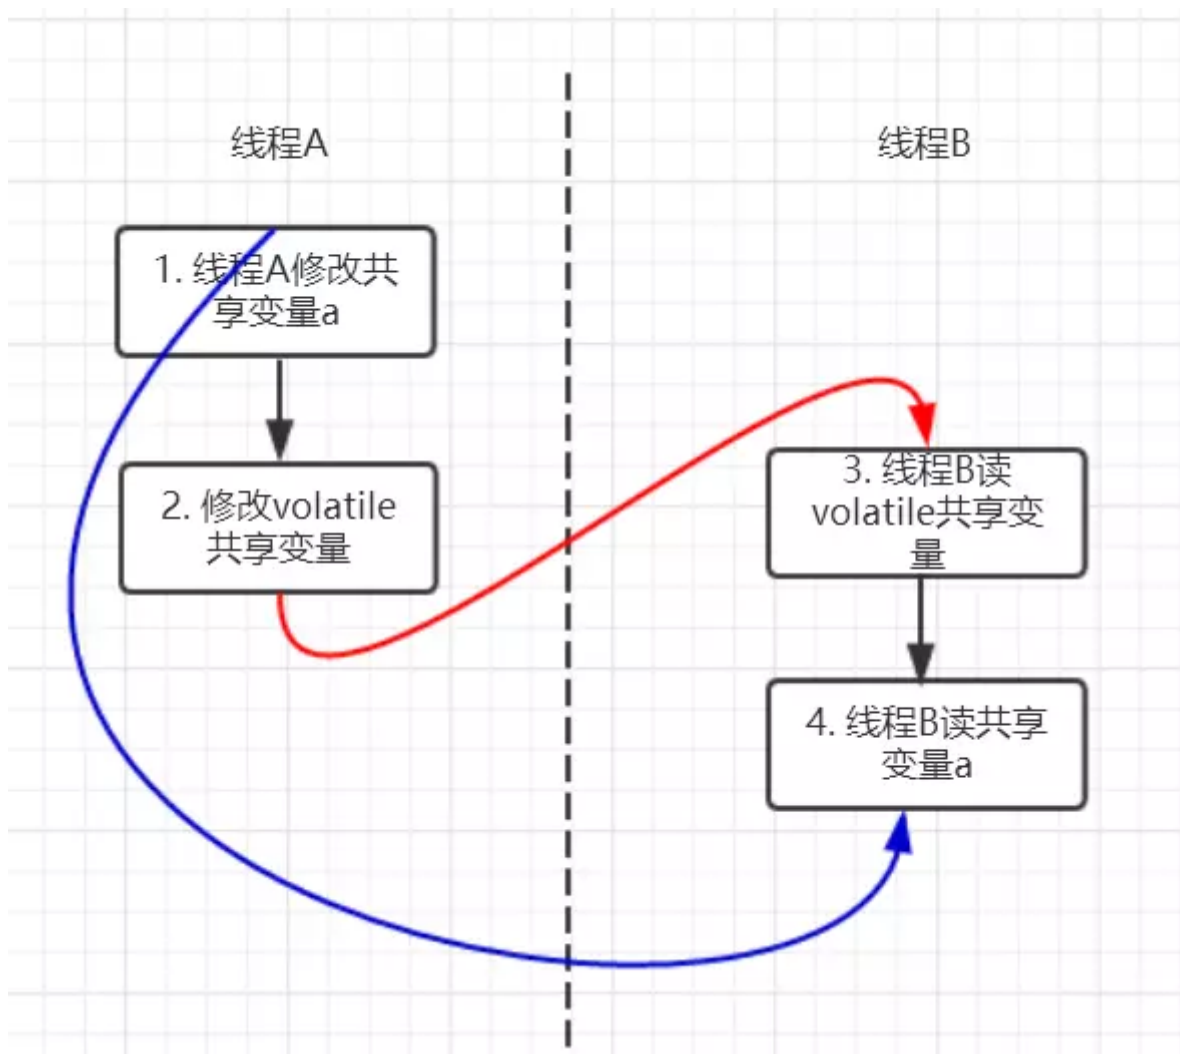 线程A
线程B
1. 线程A修改共
享变量a
2. 修改volatile
共享变量
3. 线程B读
volatile共享变
量
4. 线程B读共享
变量a